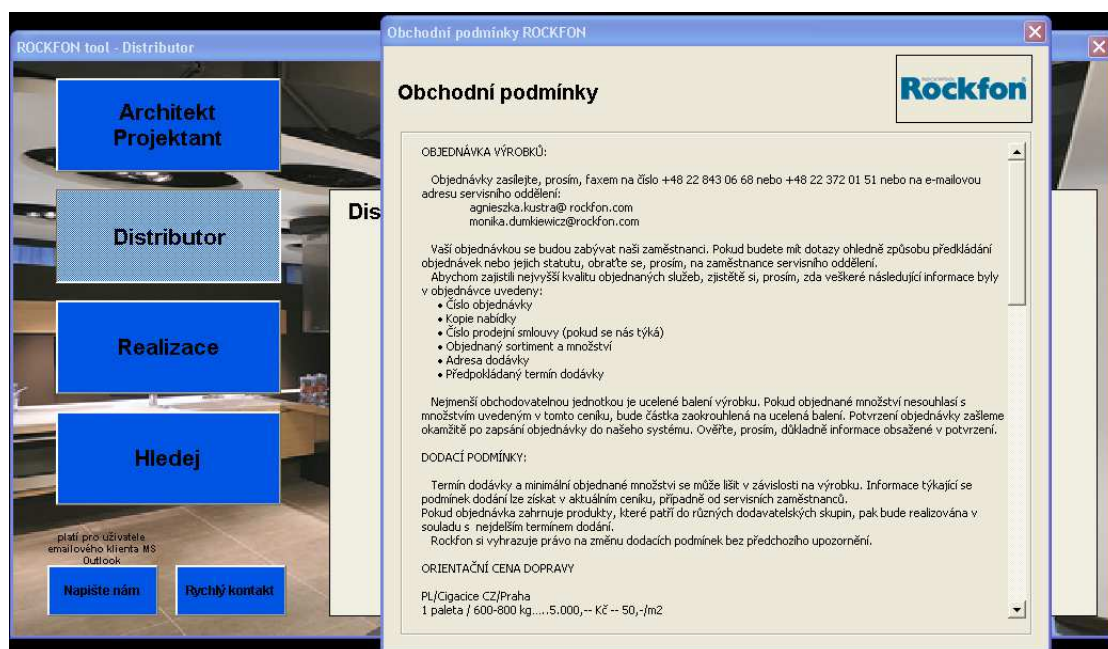 ROCKFON tool - Distributor
Architekt
Projektant
Distributor
Realizace
Hledej
platí pro uživatele
emailového klienta MS
Outlook
Napište nám
Rychlý kontakt
Dis
Obchodní podmínky ROCKFON
Obchodní podmínky
Rockfon
OBJEDNÁVKA VÝROBKŮ:
Objednávky zasílejte, prosím, faxem na číslo +48 22 843 06 68 nebo +48 22 372 01 51 nebo na e-mailovou
adresu servisního oddělení:
agnieszka.kustra@ rockfon.com
monika.dumkiewicz@rockfon.com
Vaší objednávkou se budou zabývat naši zaměstnanci. Pokud budete mít dotazy ohledně způsobu předkládání
objednávek nebo jejich statutu, obraťte se, prosím, na zaměstnance servisního oddělení.
Abychom zajistili nejvyšší kvalitu objednaných služeb, zjistětě si, prosím, zda veškeré následující informace byly
v objednávce uvedeny:
• Číslo objednávky
• Kopie nabídky
• Číslo prodejní smlouvy (pokud se nás týká)
• Objednaný sortiment a množství
• Adresa dodávky
• Předpokládaný termín dodávky
Nejmenší obchodovatelnou jednotkou je ucelené balení výrobku. Pokud objednané množství nesouhlasí s
množstvím uvedeným v tomto ceníku, bude částka zaokrouhlená na ucelená balení. Potvrzení objednávky zašleme
okamžitě po zapsání objednávky do našeho systému. Ověřte, prosím, důkladně informace obsažené v potvrzení.
DODACÍ PODMÍNKY:
Termín dodávky a minimální objednané množstvi se může lišit v závislosti na výrobku. Informace týkající se
podmínek dodání lze získat v aktuálním ceníku, případně od servisních zaměstnanců.
Pokud objednávka zahrnuje produkty, které patří do různých dodavatelských skupin, pak bude realizována v
souladu s  nejdelším termínem dodání.
Rockfon si vyhrazuje právo na změnu dodacích podmínek bez předchozího upozornění.
ORIENTAČNÍ CENA DOPRAVY
PL/Cigacice CZ/Praha
1 paleta / 600-800 kg.....5.000,-- Kč -- 50,-/m2